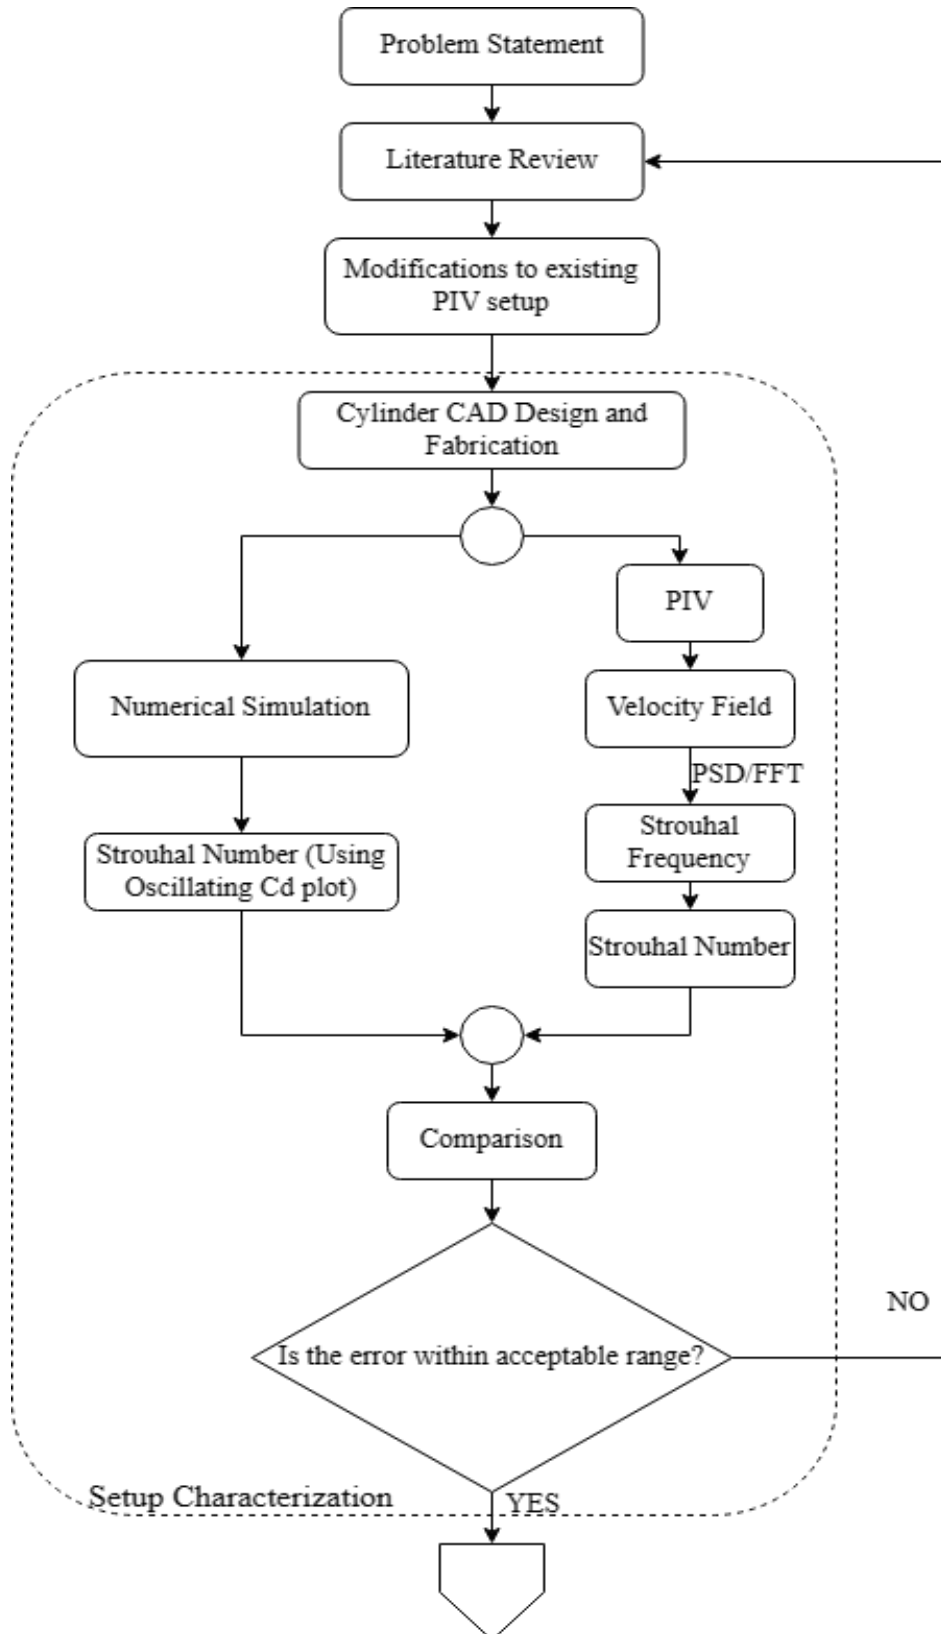 Problem Statement
Literature Review
Modifications to existing
PIV setup
Cylinder CAD Design and
Fabrication
PIV
Numerical Simulation
Velocity Field
PSD/FFT
Strouhal Number (Using
Oscillating Cd plot)
Strouhal
Frequency
Strouhal Number
Comparison
NO
Is the error within acceptable range?
Setup Characterization
YES